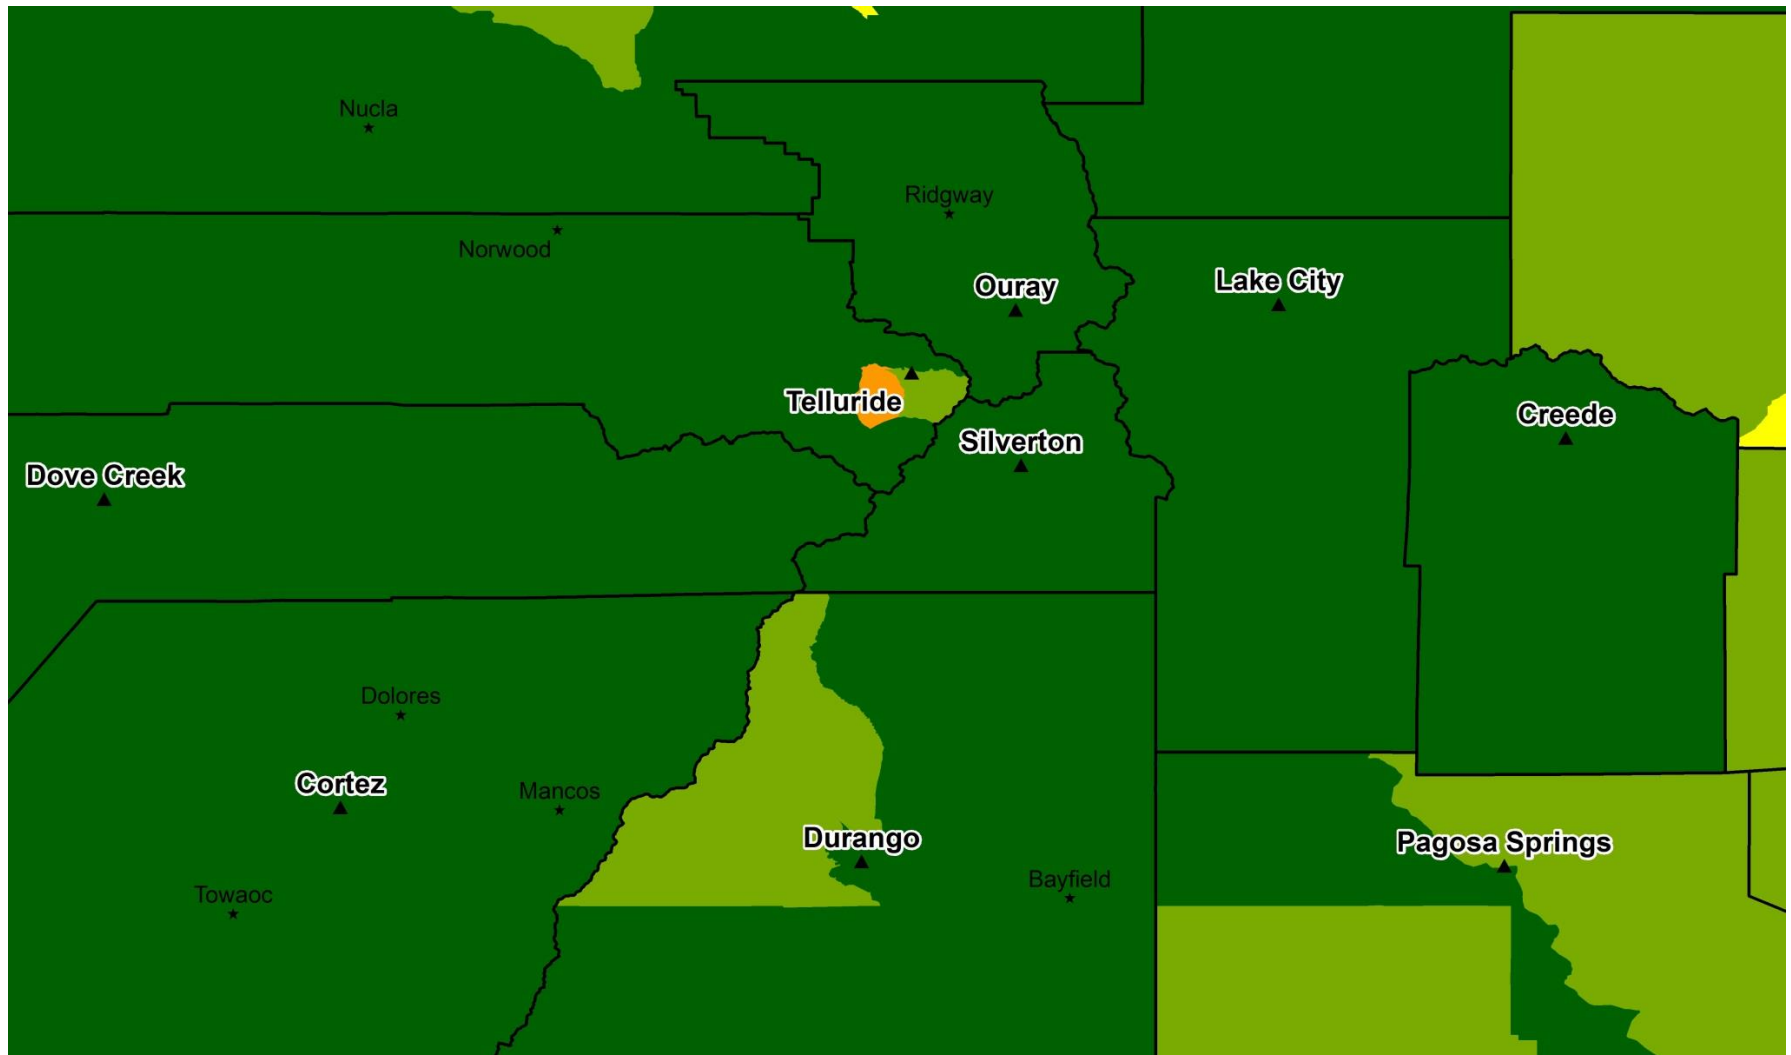 Nucla
Ridgway
Norwood
Ouray
Lake City
Telluride
Creede
Silverton
Dove Creek
Dolores
Cortez
Mancos
Durango
Pagosa Springs
Bayfield
Towaoc